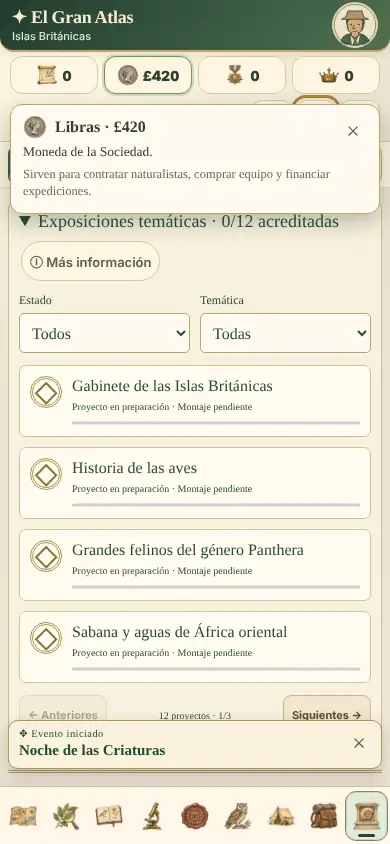 ✦ El Gran Atlas
Islas Británicas
0
£420
0
0
Libras · £420
Moneda de la Sociedad.
Sirven para contratar naturalistas, comprar equipo y financiar
expediciones.
▼ Exposiciones temáticas · 0/12 acreditadas
ⓘ Más información
Estado
Temática
Todos
Todas
Gabinete de las Islas Británicas
Proyecto en preparación · Montaje pendiente
Historia de las aves
Proyecto en preparación · Montaje pendiente
Grandes felinos del género Panthera
Proyecto en preparación · Montaje pendiente
Sabana y aguas de África oriental
Proyecto en preparación · Montaje pendiente
← Anteriores
12 proyectos · 1/3
Siguientes →
✥ Evento iniciado
Noche de las Criaturas